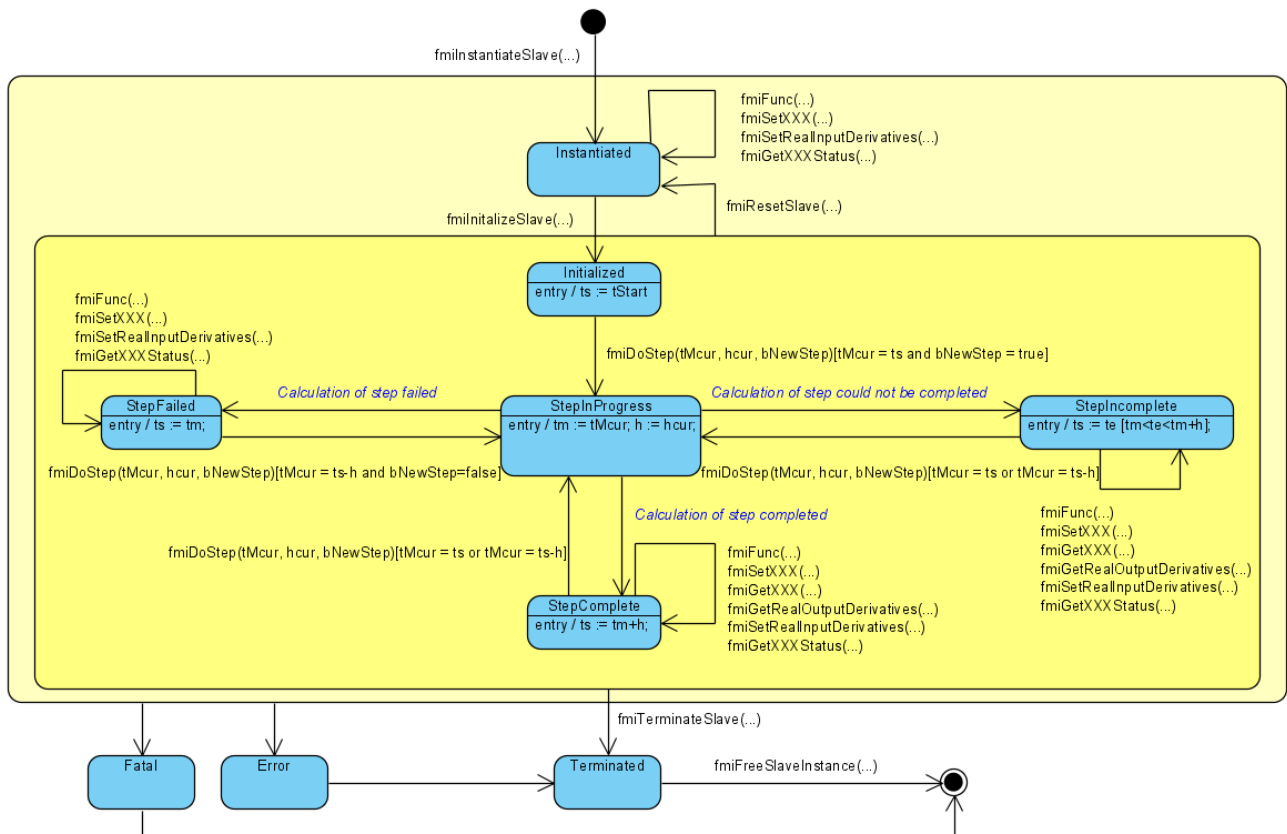 fmiInstantiateSlave(...)
fmiFunc(...)
fmiSetXXX(...)
fmiSetRealInputDerivatives(...)
fmiGetXXXStatus(...)
Instantiated
fmiInitalizeSlave(...)
fmiResetSlave(...)
Initialized
entry / ts := tStart
fmiFunc(...)
fmiSetXXX(...)
fmiSetRealInputDerivatives(...)
fmiGetXXXStatus(...)
fmiDoStep(tMcur, hcur, bNewStep)[tMcur = ts and bNewStep = true]
Calculation of step failed
Calculation of step could not be completed
StepFailed
entry / ts := tm;
StepInProgress
entry / tm := tMcur; h := hcur;
StepIncomplete
entry / ts := te [tm<te<tm+h];
fmiDoStep(tMcur, hcur, bNewStep)[tMcur = ts-h and bNewStep=false]
fmiDoStep(tMcur, hcur, bNewStep)[tMcur = ts or tMcur = ts-h]
Calculation of step completed
fmiFunc(...)
fmiSetXXX(...)
fmiGetXXX(...)
fmiGetRealOutputDerivatives(...)
fmiSetRealInputDerivatives(...)
fmiGetXXXStatus(...)
fmiDoStep(tMcur, hcur, bNewStep)[tMcur = ts or tMcur = ts-h]
fmiFunc(...)
fmiSetXXX(...)
fmiGetXXX(...)
fmiGetRealOutputDerivatives(...)
fmiSetRealInputDerivatives(...)
fmiGetXXXStatus(...)
StepComplete
entry / ts := tm+h;
fmiTerminateSlave(...)
Fatal
Error
Terminated
fmiFreeSlaveInstance(...)